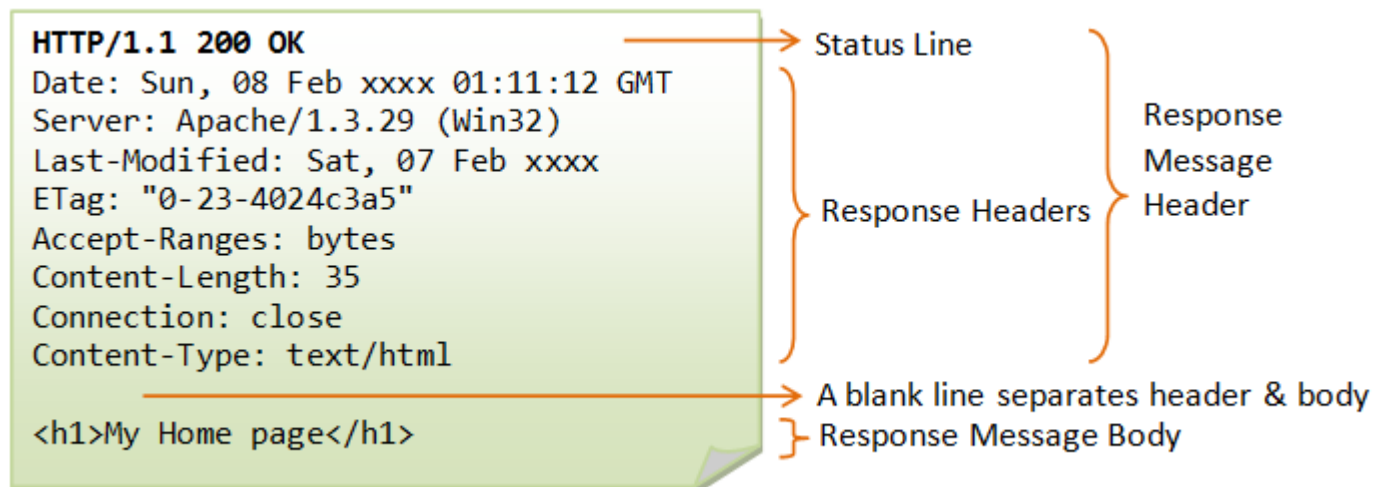 HTTP/1.1 200 OK
Status Line
Date: Sun, 08 Feb xxxx 01:11:12 GMT
Server: Apache/1.3.29 (Win32)
Last-Modified: Sat, 07 Feb xxxx
ETag: "0-23-4024c3a5"
Accept-Ranges: bytes
Content-Length: 35
Connection: close
Content-Type: text/html
Response Headers
Response
Message
Header
A blank line separates header & body
<h1>My Home page</h1>
Response Message Body